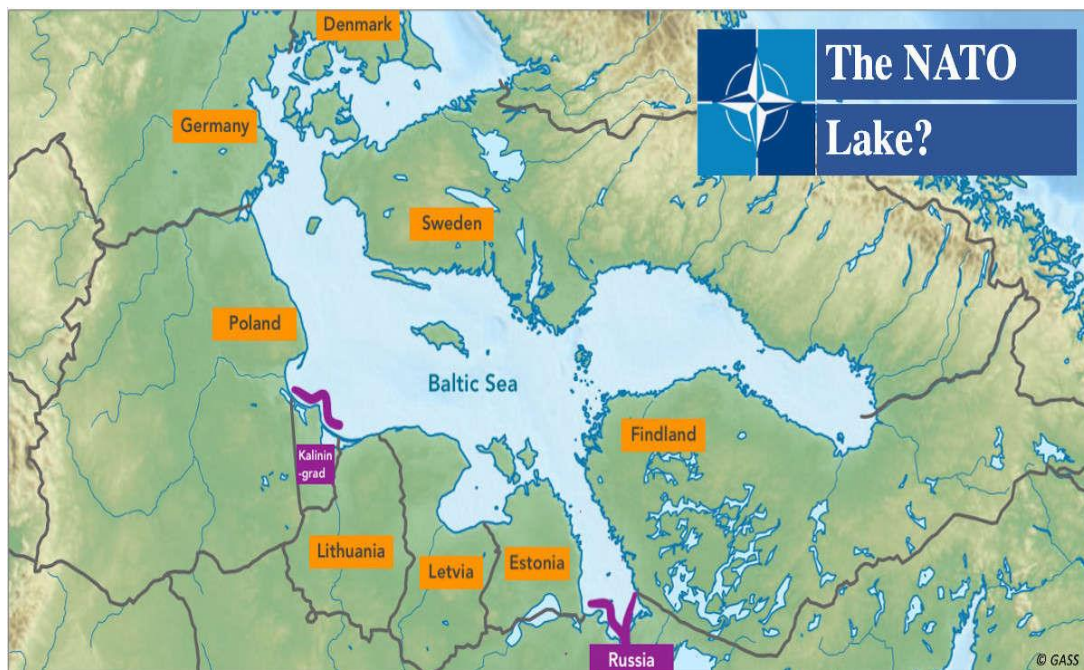 Denmark
The NATO
Lake?
Germany
Sweden
Poland
Baltic Sea
Findland
Kalinin
-grad
Lithuania
Letvia
Estonia
Russia
© GASS